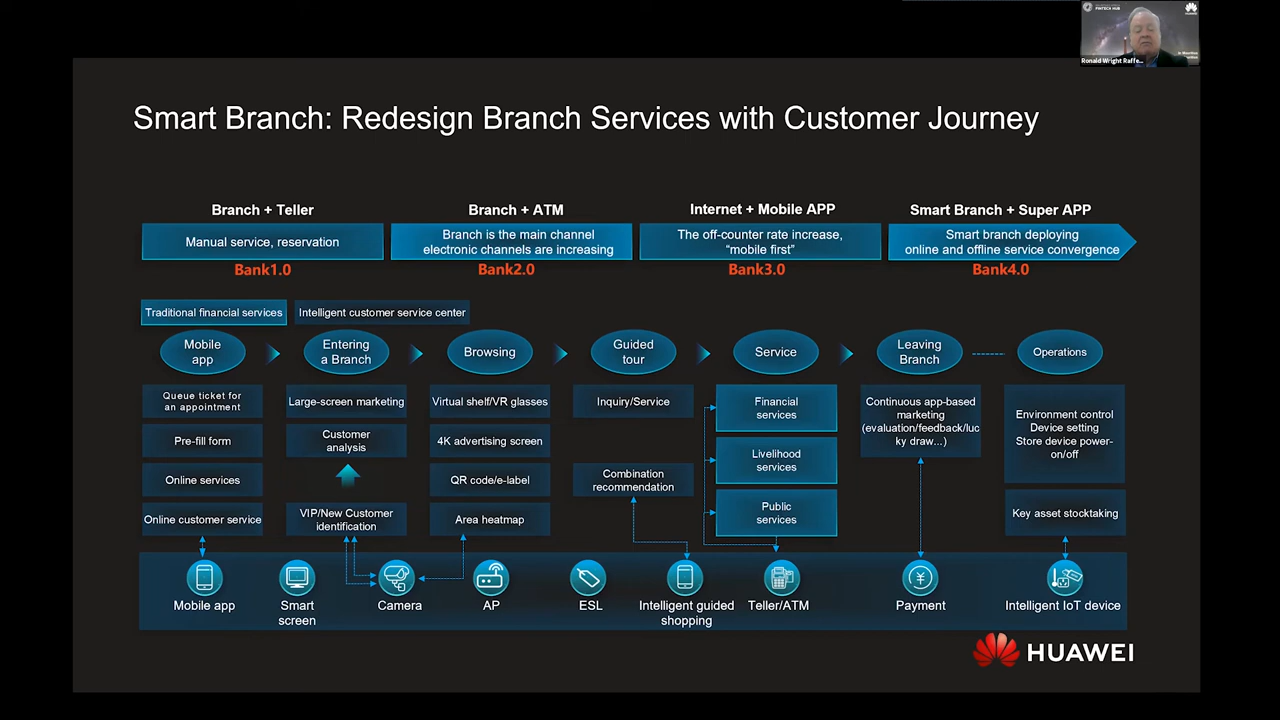 FINTECH HUB
HUAWEI
Ronald Wright Raffe...
Smart Branch: Redesign Branch Services with Customer Journey
Branch + Teller
Branch + ATM
Internet + Mobile APP
Smart Branch + Super APP
Manual service, reservation
Branch is the main channel
electronic channels are increasing
The off-counter rate increase,
“mobile first”
Smart branch deploying
online and offline service convergence
Bank1.0
Bank2.0
Bank3.0
Bank4.0
Traditional financial services
Intelligent customer service center
Mobile
app
Entering
a Branch
Browsing
Guided
tour
Service
Leaving
Branch
Operations
Queue ticket for
an appointment
Pre-fill form
Online services
Online customer service
Large-screen marketing
Customer
analysis
VIP/New Customer
identification
Virtual shelf/VR glasses
4K advertising screen
QR code/e-label
Area heatmap
Inquiry/Service
Combination
recommendation
Financial
services
Livelihood
services
Public
services
Continuous app-based
marketing
(evaluation/feedback/luc
ky draw...)
Environment control
Device setting
Store device power-
on/off
Key asset stocktaking
Mobile app
Smart
screen
Camera
AP
ESL
Intelligent guided
shopping
Teller/ATM
¥
Payment
Intelligent IoT device
HUAWEI